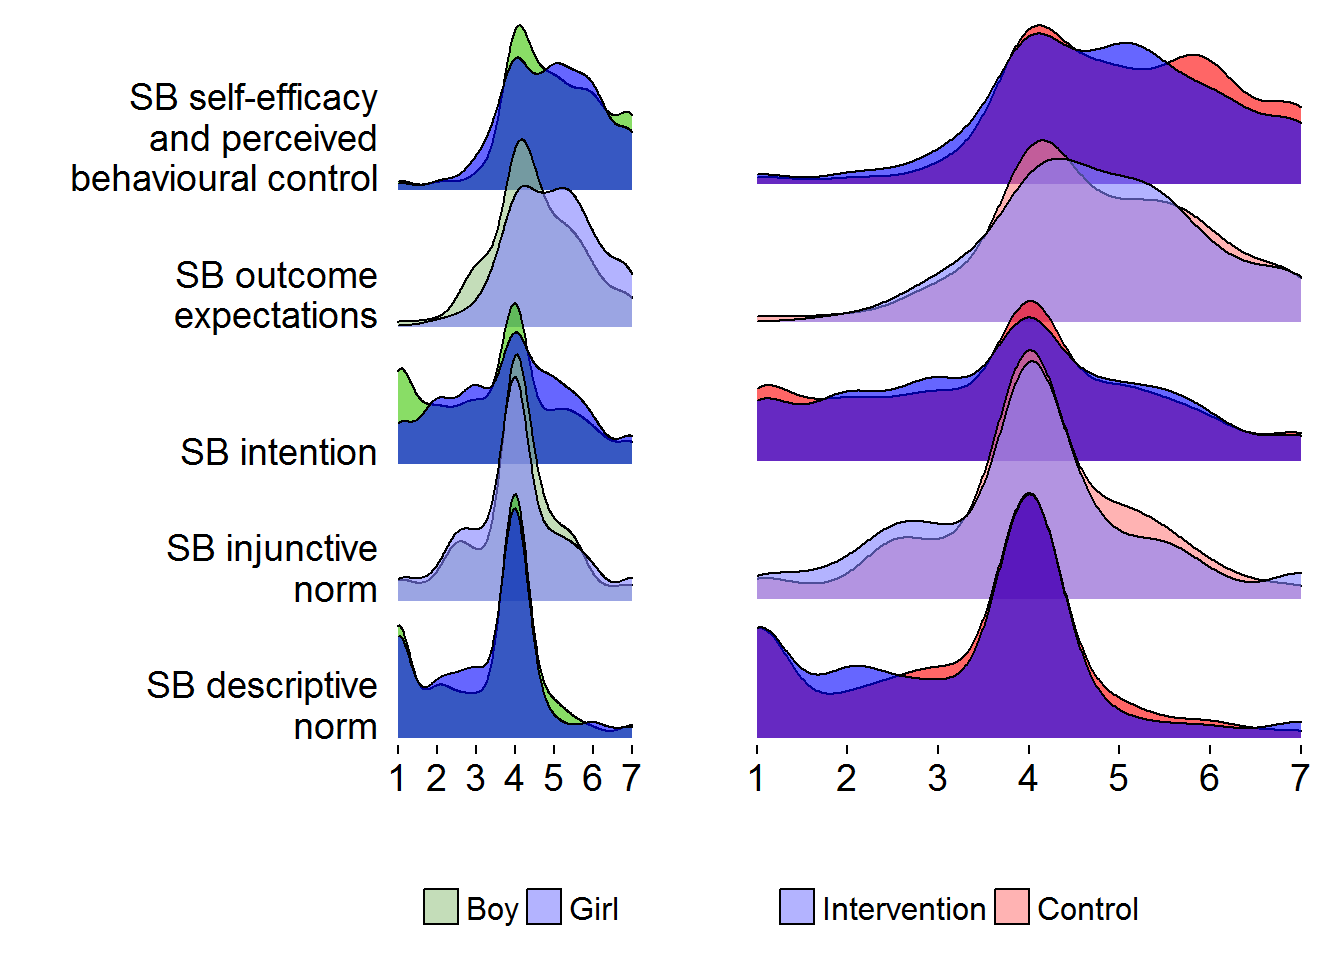 SB self-efficacy
and perceived
behavioural control
SB outcome
expectations
SB intention
SB injunctive
norm
SB descriptive
norm
1 2 3 4 5 6 7
1 2 3 4 5 6 7
Boy Girl
Intervention Control